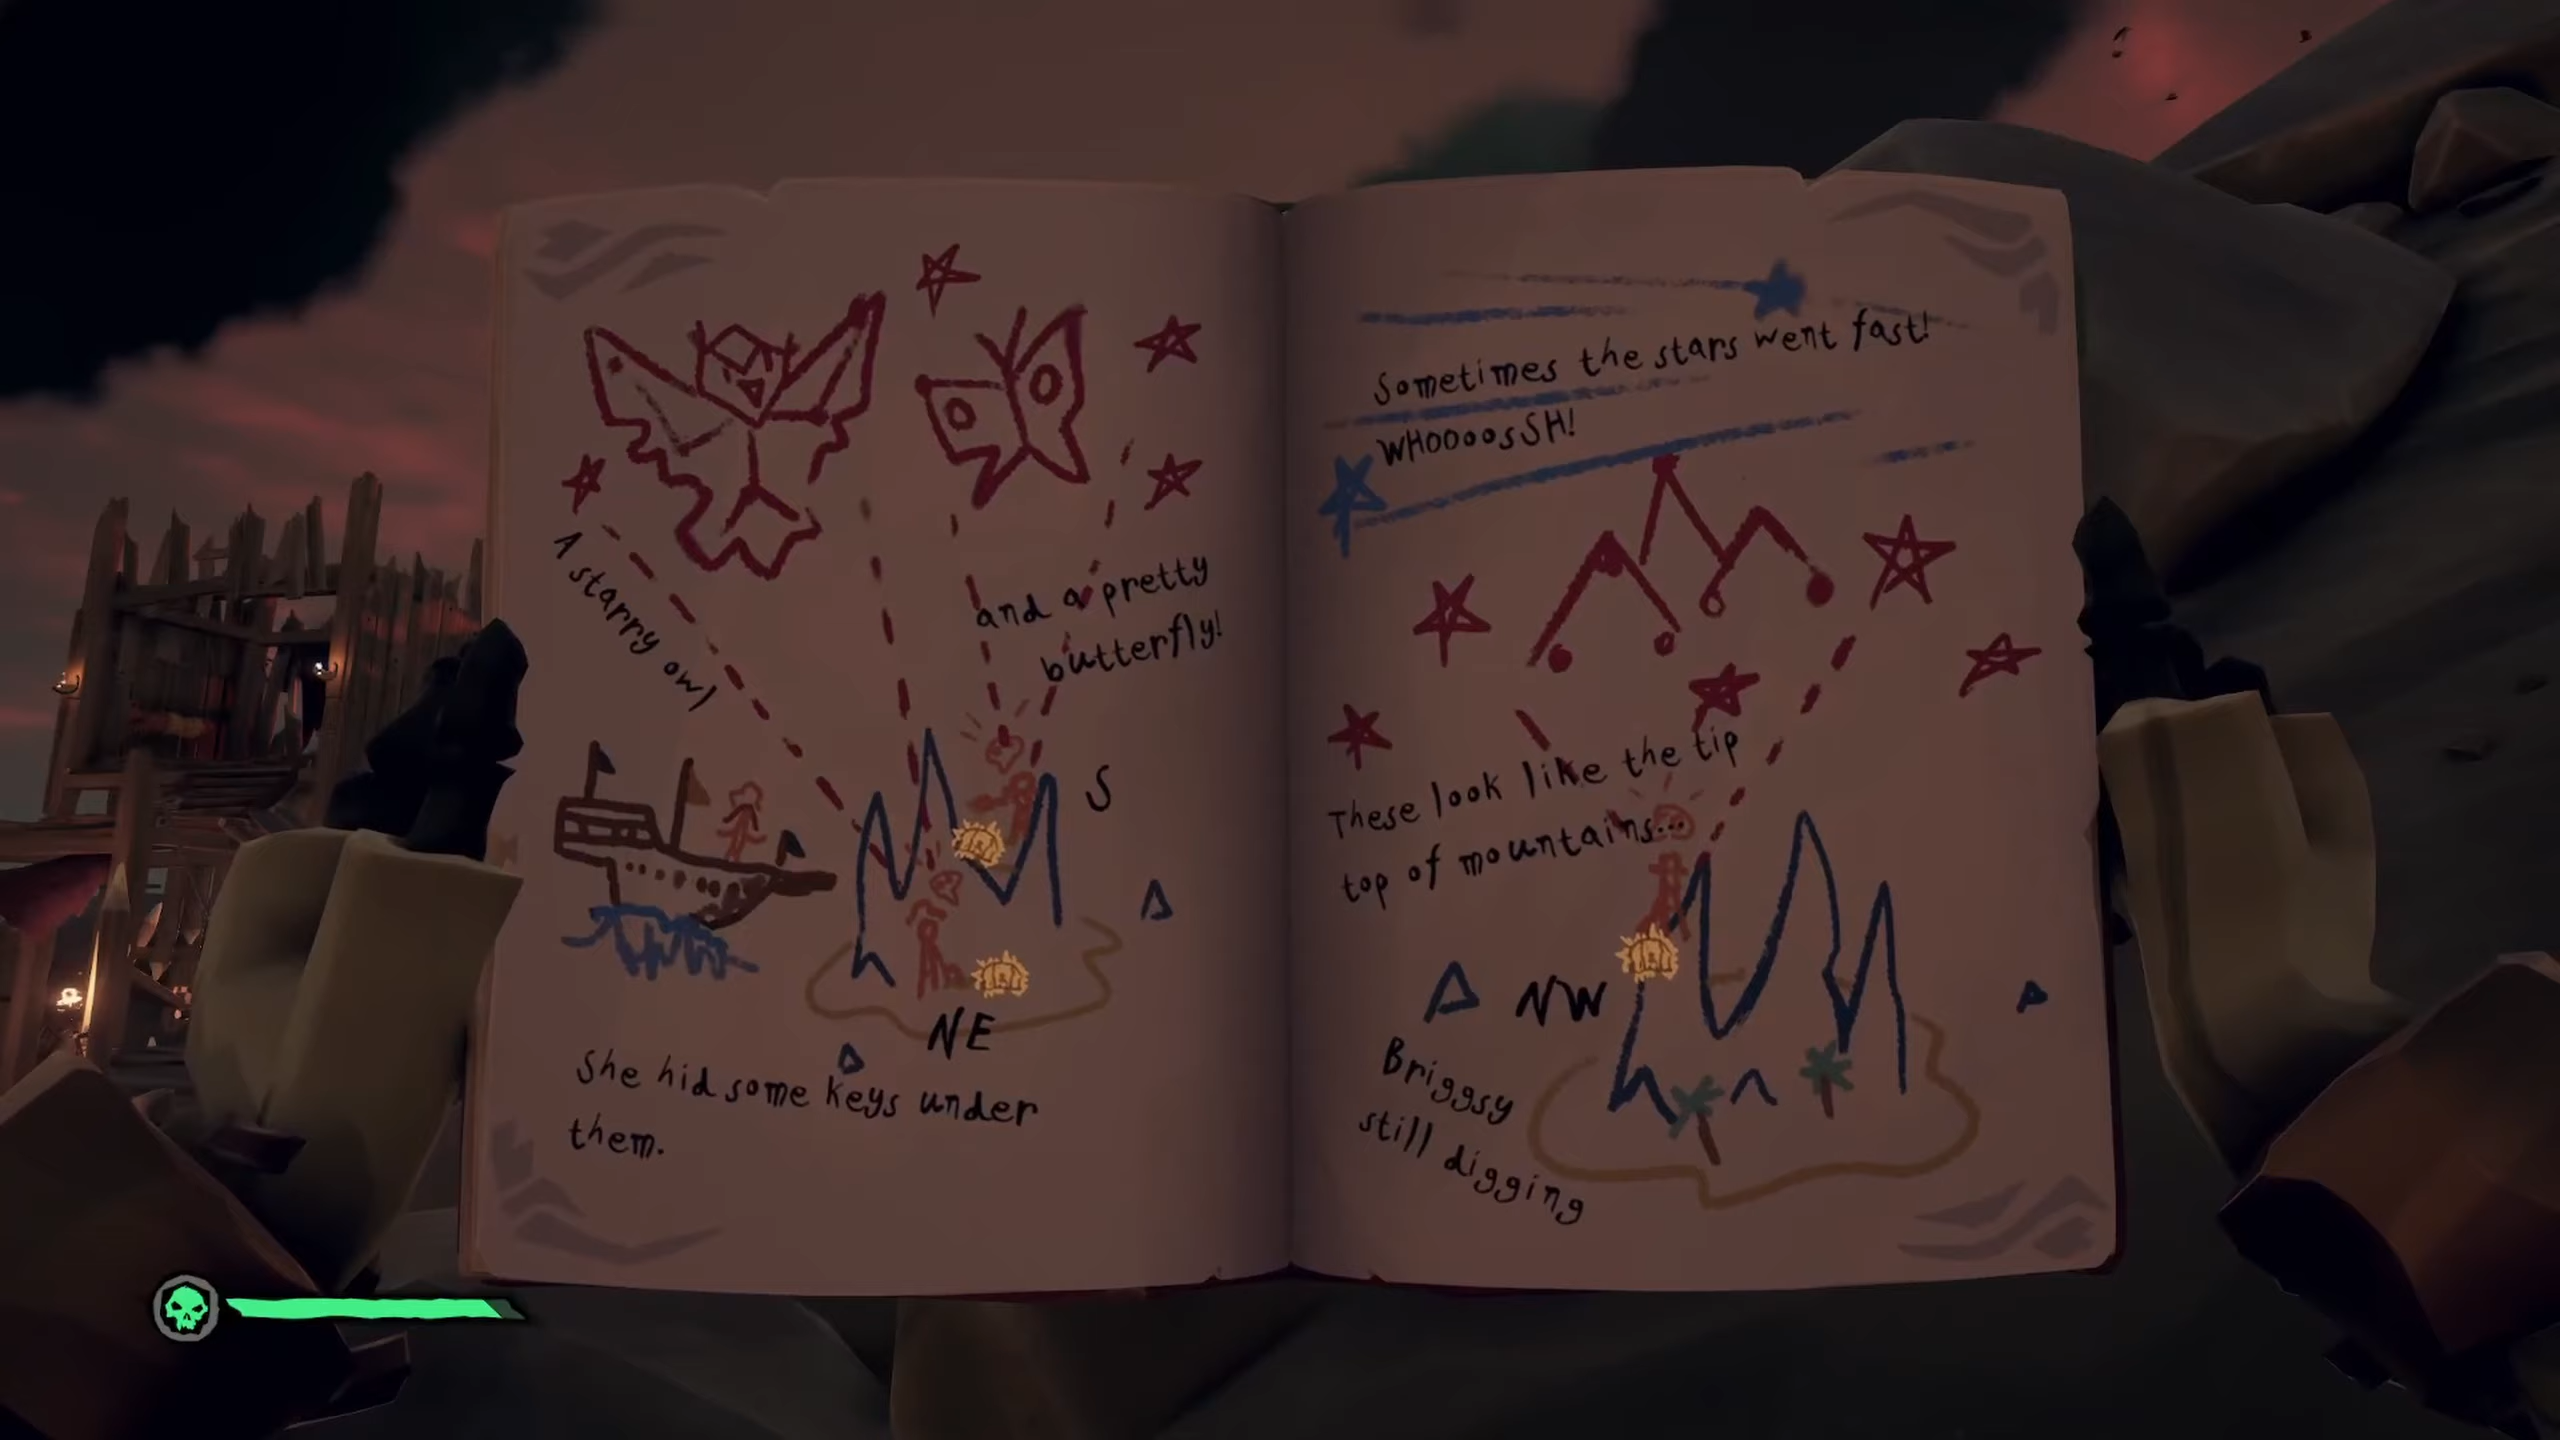 A starry owl
and a pretty
butterfly!
S
NE
She hid some keys under
them.
Sometimes the stars went fast!
WHOOOOSSH!
These look like the tip
top of mountains...
NW
Briggsy
still digging